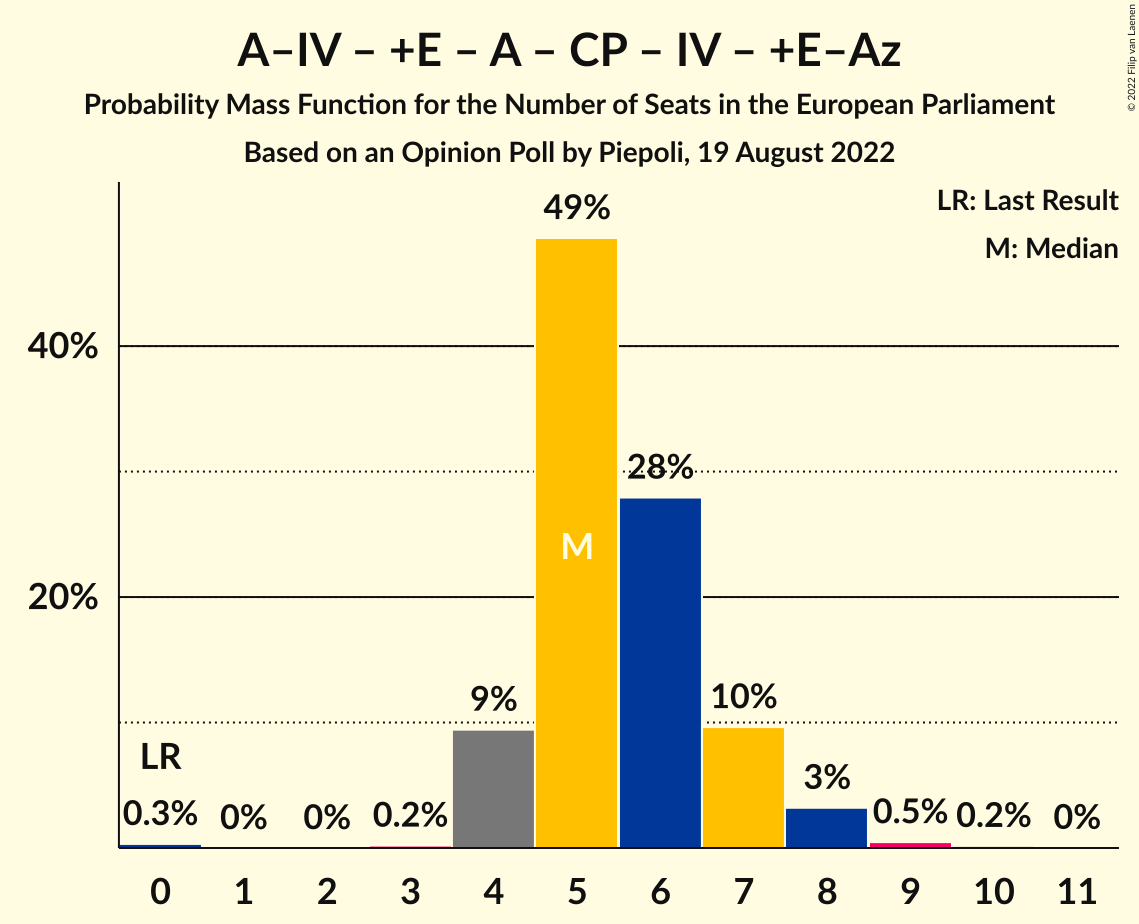 A–IV – +E – A – CP – IV – +E–Az
Probability Mass Function for the Number of Seats in the European Parliament
Based on an Opinion Poll by Piepoli, 19 August 2022
© 2022 Filip van Laenen
LR: Last Result
M: Median
49%
40%
28%
M
20%
9%
10%
LR
3%
0.3% 0% 0% 0.2% 0.5% 0.2% 0%
0 1 2 3 4 5 6 7 8 9 10 11